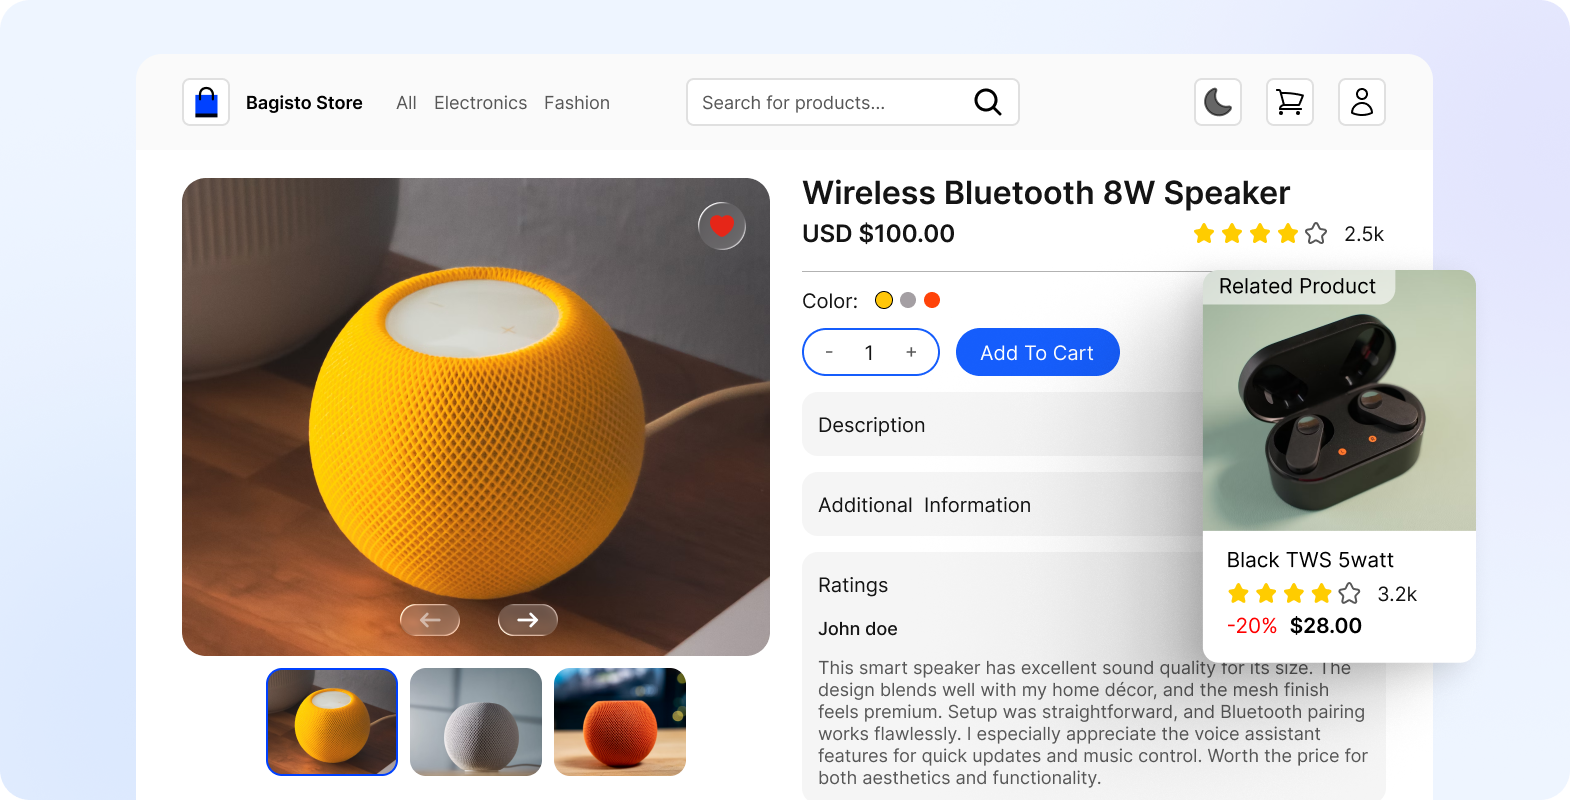 Bagisto Store
All Electronics Fashion
Search for products...
Wireless Bluetooth 8W Speaker
USD $100.00
2.5k
Color:
- 1 +
Add To Cart
Description
Additional Information
Ratings
John doe
This smart speaker has excellent sound quality for its size. The
design blends well with my home décor, and the mesh finish
feels premium. Setup was straightforward, and Bluetooth pairing
works flawlessly. I especially appreciate the voice assistant
features for quick updates and music control. Worth the price for
both aesthetics and functionality.
Related Product
Black TWS 5watt
3.2k
-20% $28.00